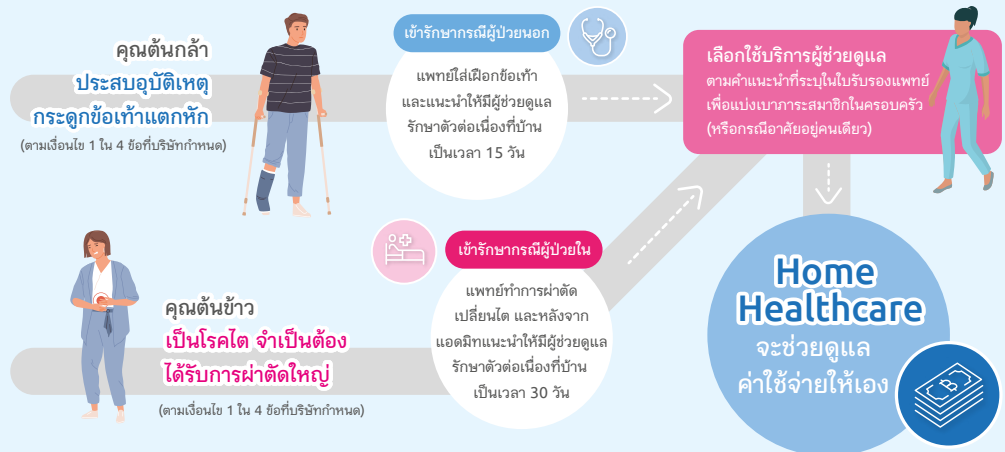 คุณต้นกล้า
ประสบอุบัติเหตุ
กระดูกข้อเท้าแตกหัก
(ตามเงื่อนไข 1 ใน 4 ข้อที่บริษัทกำหนด)
เข้ารักษากรณีผู้ป่วยนอก
แพทย์ใส่เฝือกข้อเท้า
และแนะนำให้มีผู้ช่วยดูแล
รักษาตัวต่อเนื่องที่บ้าน
เป็นเวลา 15 วัน
เลือกใช้บริการผู้ช่วยดูแล
ตามคำแนะนำที่ระบุในใบรับรองแพทย์
เพื่อแบ่งเบาภาระสมาชิกในครอบครัว
(หรือกรณีอาศัยอยู่คนเดียว)
คุณต้นข้าว
เป็นโรคไต จำเป็นต้อง
ได้รับการผ่าตัดใหญ่
(ตามเงื่อนไข 1 ใน 4 ข้อที่บริษัทกำหนด)
เข้ารักษากรณีผู้ป่วยใน
แพทย์ทำการผ่าตัด
เปลี่ยนไต และหลังจาก
แอดมิทแนะนำให้มีผู้ช่วยดูแล
รักษาตัวต่อเนื่องที่บ้าน
เป็นเวลา 30 วัน
Home
Healthcare
จะช่วยดูแล
ค่าใช้จ่ายให้เอง